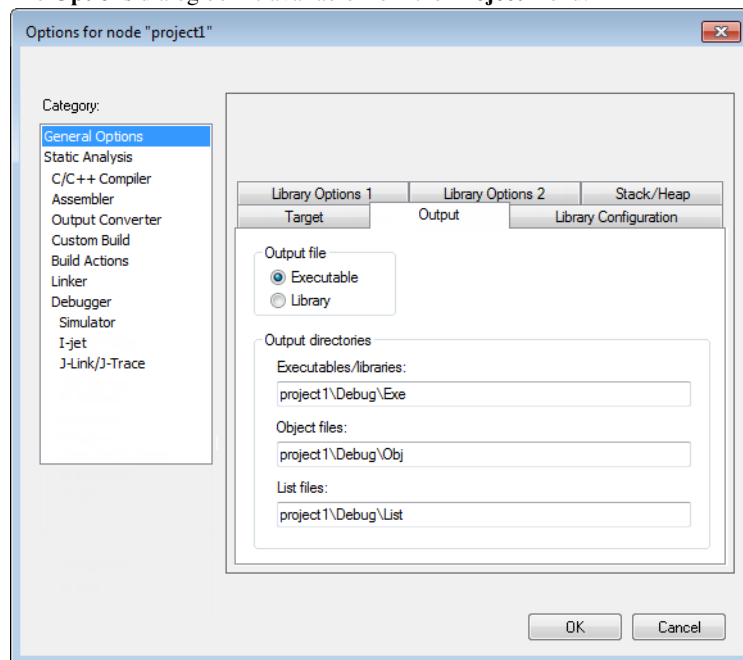 Options for node "project1"
Category:
General Options
Static Analysis
C/C++ Compiler
Assembler
Output Converter
Custom Build
Build Actions
Linker
Debugger
Simulator
I-jet
J-Link/J-Trace
Library Options 1
Library Options 2
Stack/Heap
Target
Output
Library Configuration
Output file
Executable
Library
Output directories
Executables/libraries:
project1\Debug\Exe
Object files:
project1\Debug\Obj
List files:
project1\Debug\List
OK
Cancel